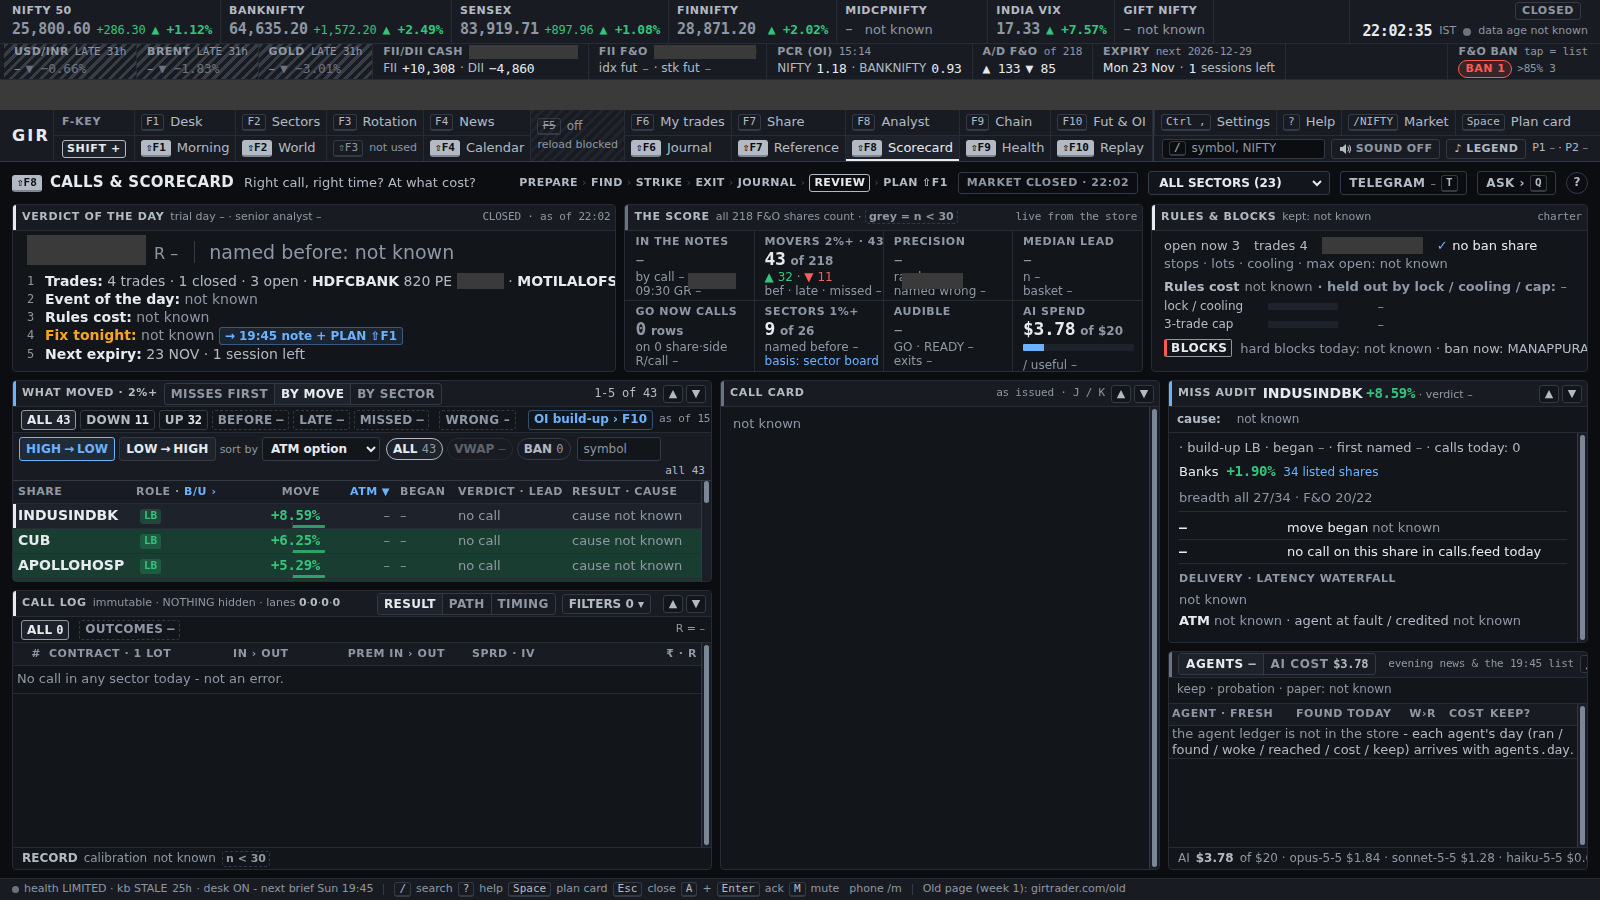 NIFTY 50 BANKNIFTY SENSEX FINNIFTY MIDCPNIFTY INDIA VIX GIFT NIFTY CLOSED
25,800.60 +286.30 ▲ +1.12% 64,635.20 +1,572.20 ▲ +2.49% 83,919.71 +897.96 ▲ +1.08% 28,871.20 ▲ +2.02% – not known 17.33 ▲ +7.57% – not known 22:02:35 IST data age not known
USD/INR LATE 31h BRENT LATE 31h GOLD LATE 31h FII/DII CASH FII F&O PCR (OI) 15:14 A/D F&O of 218 EXPIRY next 2026-12-29 F&O BAN tap = list
– ▼ −0.66% – ▼ −1.83% – ▼ −3.01% FII +10,308 · DII −4,860 idx fut – · stk fut – NIFTY 1.18 · BANKNIFTY 0.93 ▲ 133 ▼ 85 Mon 23 Nov · 1 sessions left BAN 1 >85% 3
GIR F-KEY F1 Desk F2 Sectors F3 Rotation F4 News F5 off F6 My trades F7 Share F8 Analyst F9 Chain F10 Fut & OI Ctrl , Settings ? Help /NIFTY Market Space Plan card
SHIFT + ⇧F1 Morning ⇧F2 World ⇧F3 not used ⇧F4 Calendar reload blocked ⇧F6 Journal ⇧F7 Reference ⇧F8 Scorecard ⇧F9 Health ⇧F10 Replay / symbol, NIFTY SOUND OFF ♪ LEGEND P1 – · P2 –
⇧F8 CALLS & SCORECARD Right call, right time? At what cost? PREPARE › FIND › STRIKE › EXIT › JOURNAL › REVIEW › PLAN ⇧F1 MARKET CLOSED · 22:02 ALL SECTORS (23) TELEGRAM – T ASK › Q ?
VERDICT OF THE DAY trial day – · senior analyst – CLOSED · as of 22:02
R – named before: not known
1 Trades: 4 trades · 1 closed · 3 open · HDFCBANK 820 PE · MOTILALOFS
2 Event of the day: not known
3 Rules cost: not known
4 Fix tonight: not known → 19:45 note + PLAN ⇧F1
5 Next expiry: 23 NOV · 1 session left
THE SCORE all 218 F&O shares count · grey = n < 30 live from the store
IN THE NOTES MOVERS 2%+ · 43 PRECISION MEDIAN LEAD
– 43 of 218 – –
by call – ▲ 32 · ▼ 11 n –
09:30 GR – bef · late · missed – named wrong – basket –
GO NOW CALLS SECTORS 1%+ AUDIBLE AI SPEND
0 rows 9 of 26 – $3.78 of $20
on 0 share·side named before – GO · READY –
R/call – basis: sector board exits – / useful –
RULES & BLOCKS kept: not known charter
open now 3 trades 4 ✓ no ban share
stops · lots · cooling · max open: not known
Rules cost not known · held out by lock / cooling / cap: –
lock / cooling –
3-trade cap –
BLOCKS hard blocks today: not known · ban now: MANAPPURA
WHAT MOVED · 2%+ MISSES FIRST BY MOVE BY SECTOR 1-5 of 43 ▲ ▼
ALL 43 DOWN 11 UP 32 BEFORE – LATE – MISSED – WRONG – OI build-up › F10 as of 15
HIGH → LOW LOW → HIGH sort by ATM option ALL 43 VWAP – BAN 0 symbol
all 43
SHARE ROLE · B/U › MOVE ATM ▼ BEGAN VERDICT · LEAD RESULT · CAUSE
INDUSINDBK LB +8.59% – – no call cause not known
CUB LB +6.25% – – no call cause not known
APOLLOHOSP LB +5.29% – – no call cause not known
CALL LOG immutable · NOTHING hidden · lanes 0·0·0·0 RESULT PATH TIMING FILTERS 0 ▾ ▲ ▼
ALL 0 OUTCOMES – R = –
# CONTRACT · 1 LOT IN › OUT PREM IN › OUT SPRD · IV ₹ · R
No call in any sector today - not an error.
RECORD calibration not known n < 30
CALL CARD as issued · J / K ▲ ▼
not known
MISS AUDIT INDUSINDBK +8.59% · verdict – ▲ ▼
cause: not known
· build-up LB · began – · first named – · calls today: 0
Banks +1.90% 34 listed shares
breadth all 27/34 · F&O 20/22
– move began not known
– no call on this share in calls.feed today
DELIVERY · LATENCY WATERFALL
not known
ATM not known · agent at fault / credited not known
AGENTS – AI COST $3.78 evening news & the 19:45 list
keep · probation · paper: not known
AGENT · FRESH FOUND TODAY W›R COST KEEP?
the agent ledger is not in the store - each agent's day (ran /
found / woke / reached / cost / keep) arrives with agents.day.
AI $3.78 of $20 · opus-5-5 $1.84 · sonnet-5-5 $1.28 · haiku-5-5
health LIMITED · kb STALE 25h · desk ON - next brief Sun 19:45 / search ? help Space plan card Esc close A + Enter ack M mute phone /m Old page (week 1): girtrader.com/old